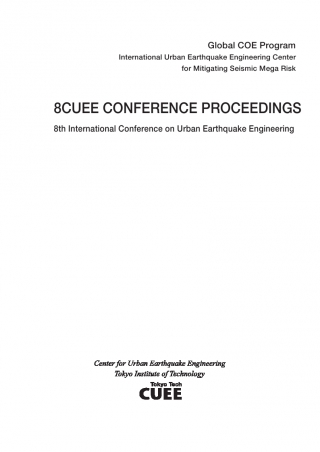 Global COE Program
International Urban Earthquake Engineering Center
for Mitigating Seismic Mega Risk
8CUEE CONFERENCE PROCEEDINGS
8th International Conference on Urban Earthquake Engineering
Center for Urban Earthquake Engineering
Tokyo Institute of Technology
Tokyo Tech
CUEE